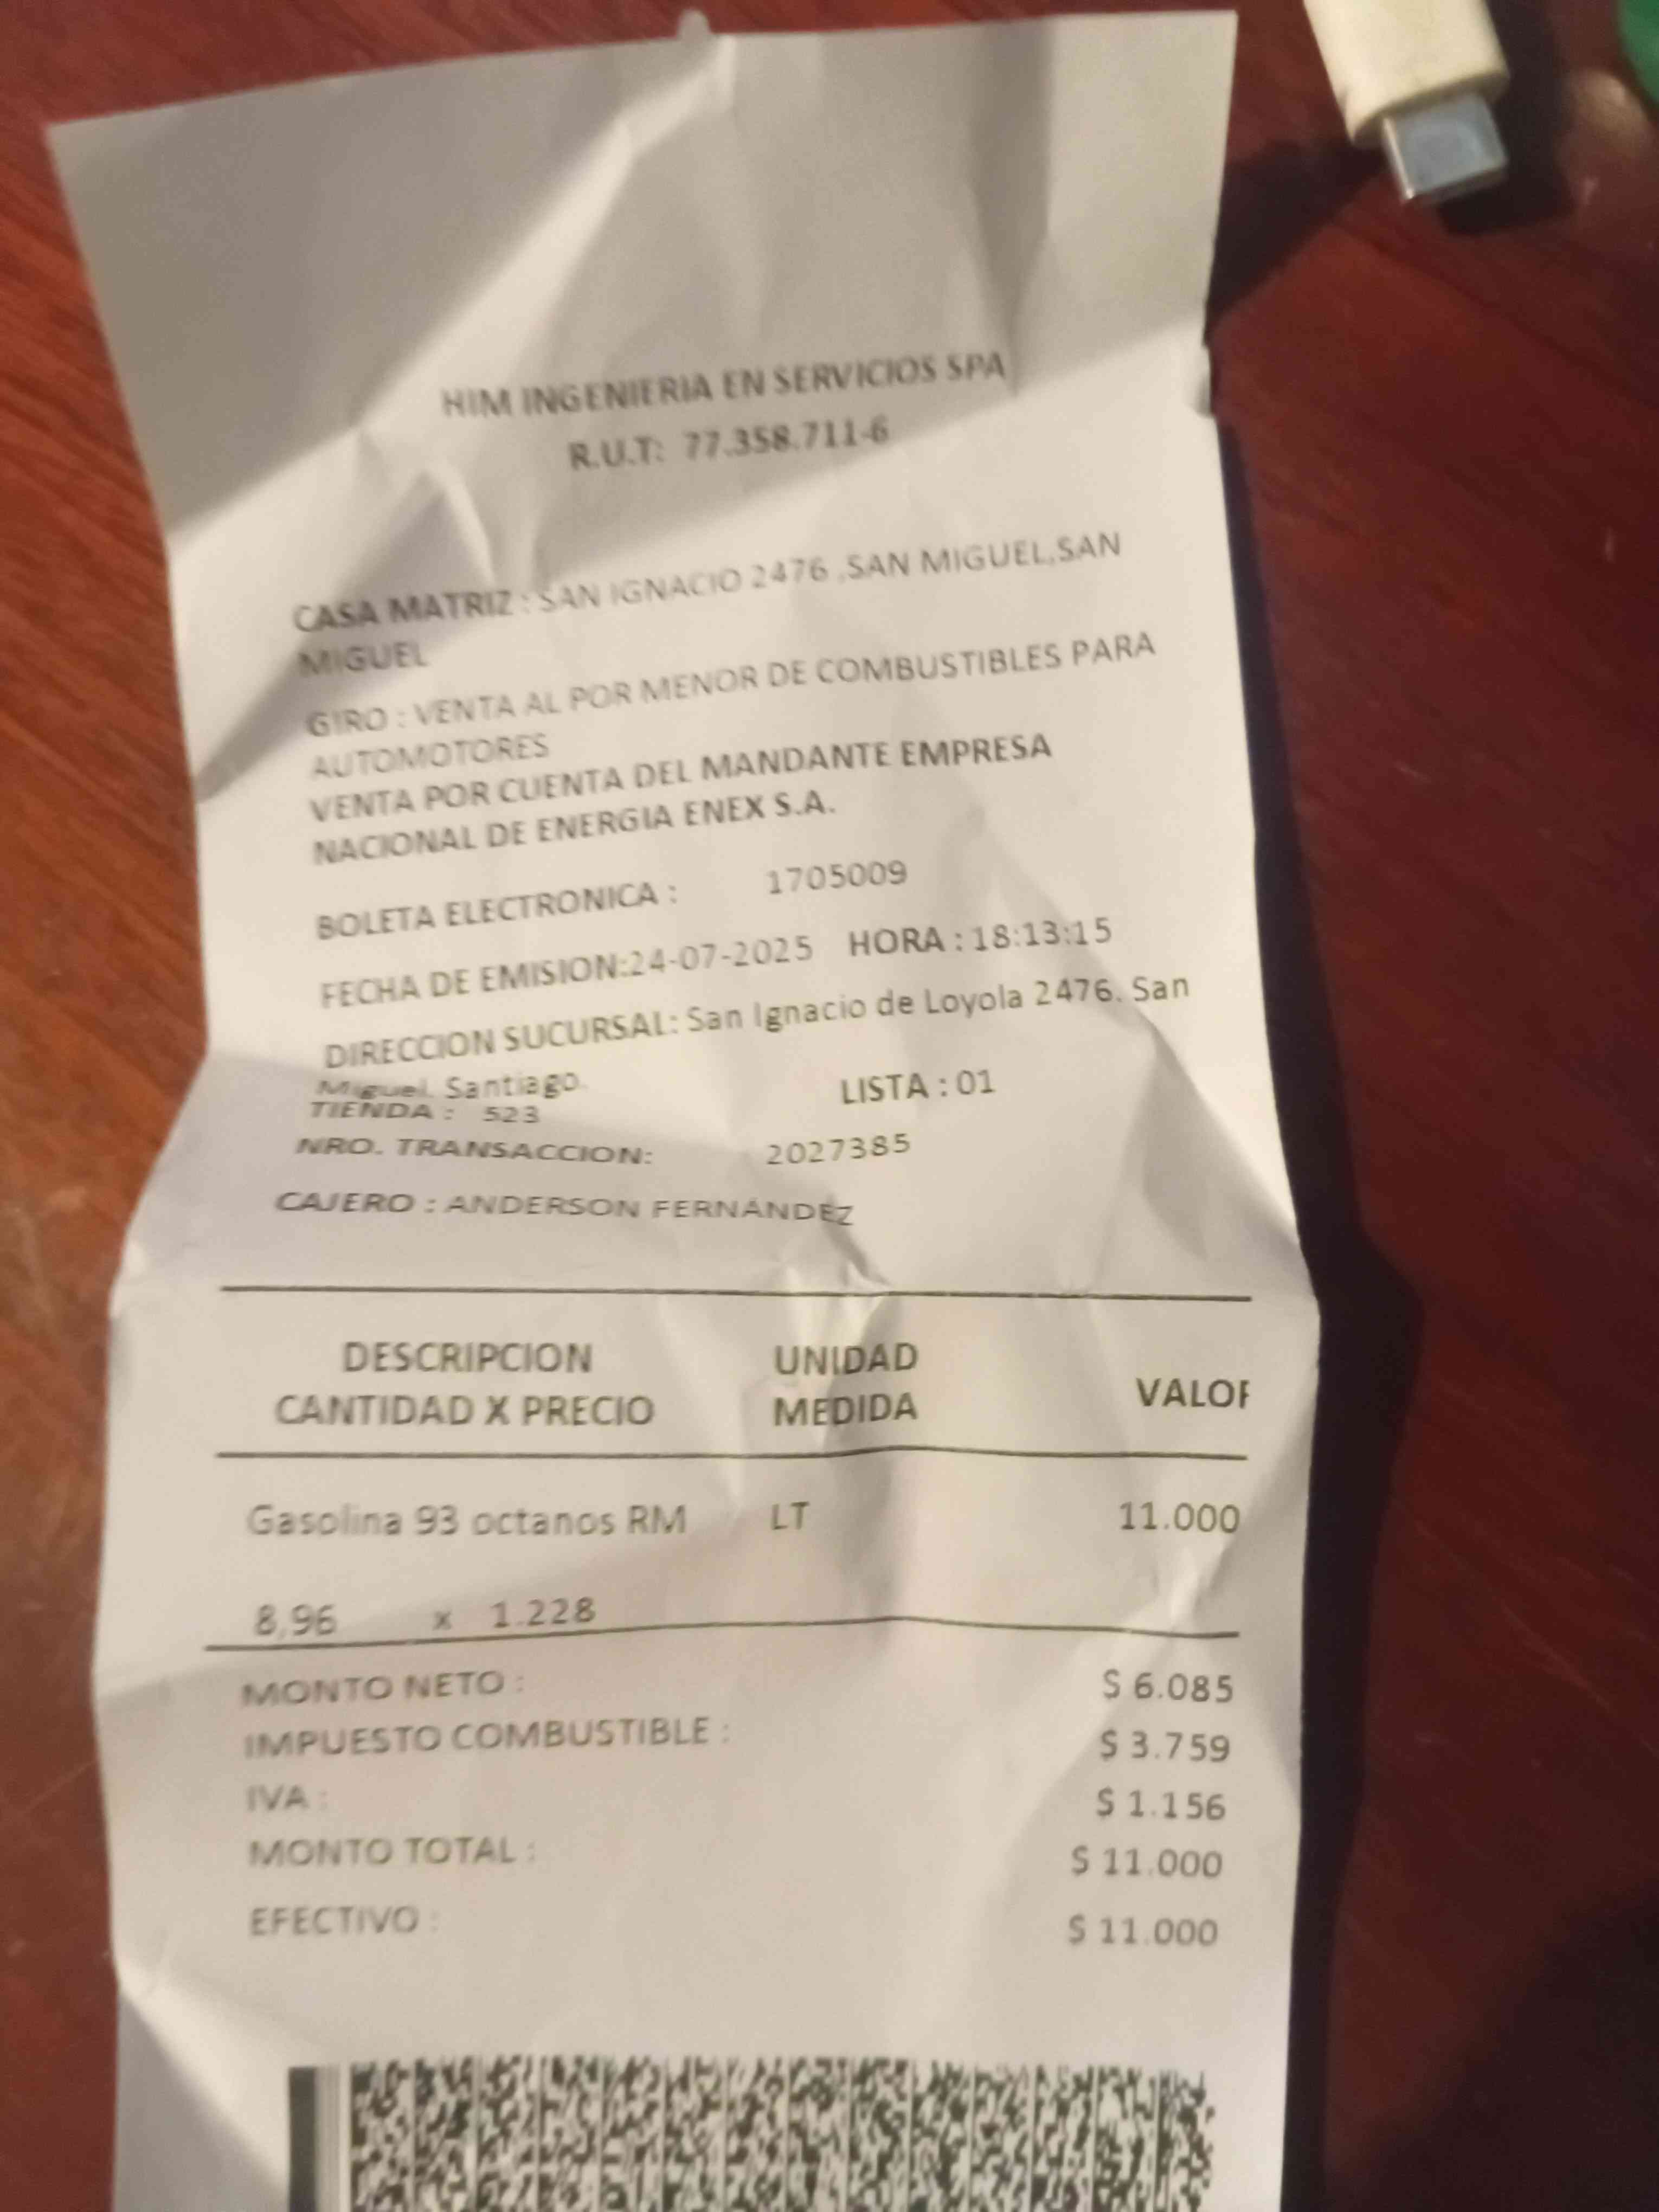 HIM INGENIERIA EN SERVICIOS SPA
R.U.T: 77.358.711-6
CASA MATRIZ : SAN IGNACIO 2476 ,SAN MIGUEL,SAN
MIGUEL
GIRO : VENTA AL POR MENOR DE COMBUSTIBLES PARA
AUTOMOTORES
VENTA POR CUENTA DEL MANDANTE EMPRESA
NACIONAL DE ENERGIA ENEX S.A.
BOLETA ELECTRONICA : 1705009
FECHA DE EMISION:24-07-2025 HORA : 18:13:15
DIRECCION SUCURSAL: San Ignacio de Loyola 2476. San
Miguel. Santiago.
TIENDA : 523 LISTA : 01
NRO. TRANSACCION: 2027385
CAJERO : ANDERSON FERNÁNDEZ
DESCRIPCION UNIDAD
CANTIDAD X PRECIO MEDIDA VALOR
Gasolina 93 octanos RM LT 11.000
8,96 x 1.228
MONTO NETO : $ 6.085
IMPUESTO COMBUSTIBLE : $ 3.759
IVA : $ 1.156
MONTO TOTAL : $ 11.000
EFECTIVO : $ 11.000